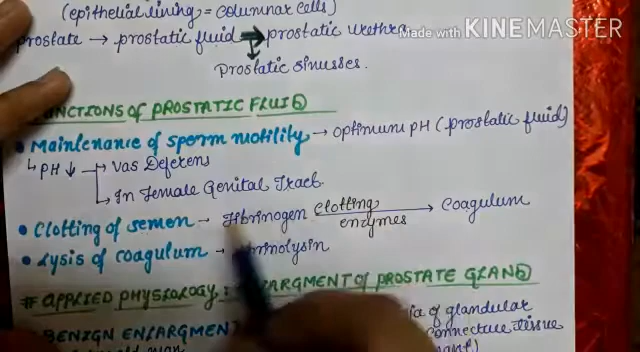 (epithelial lining = columnar cells)
prostate → prostatic fluid → prostatic urethra
Made with KINEMASTER
Prostatic sinusses.
FUNCTIONS OF PROSTATIC FLUID
• Maintenance of sperm motility → optimum pH (prostatic fluid)
↳ pH ↓ → Vas Deferens
↳ In Female Genital Tract
• Clotting of semen → Fibrinogen clotting enzymes → Coagulum
• Lysis of coagulum → Fibrinolysin
# APPLIED PHYSIOLOGY: ENLARGMENT OF PROSTATE GLAND
BENIGN ENLARGMENT of glandular
connective tissue